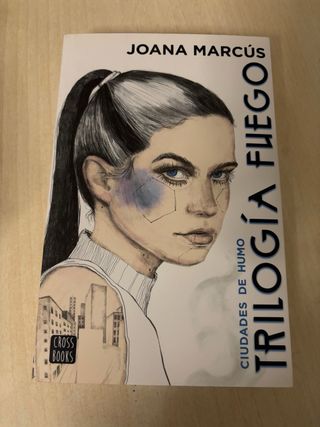 JOANA MARCÚS
CIUDADES DE HUMO
TRILOGÍA FUEGO
CROSS
BOOKS